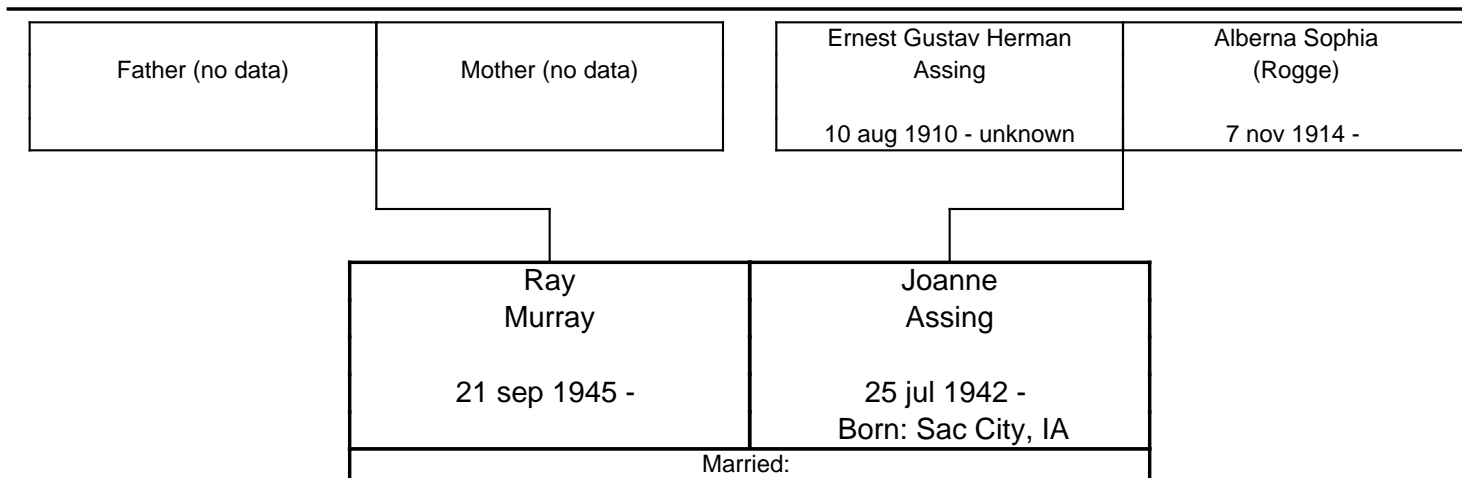 Father (no data)
Mother (no data)
Ernest Gustav Herman
Assing
10 aug 1910 - unknown
Alberna Sophia
(Rogge)
7 nov 1914 -
Ray
Murray
21 sep 1945 -
Joanne
Assing
25 jul 1942 -
Born: Sac City, IA
Married: